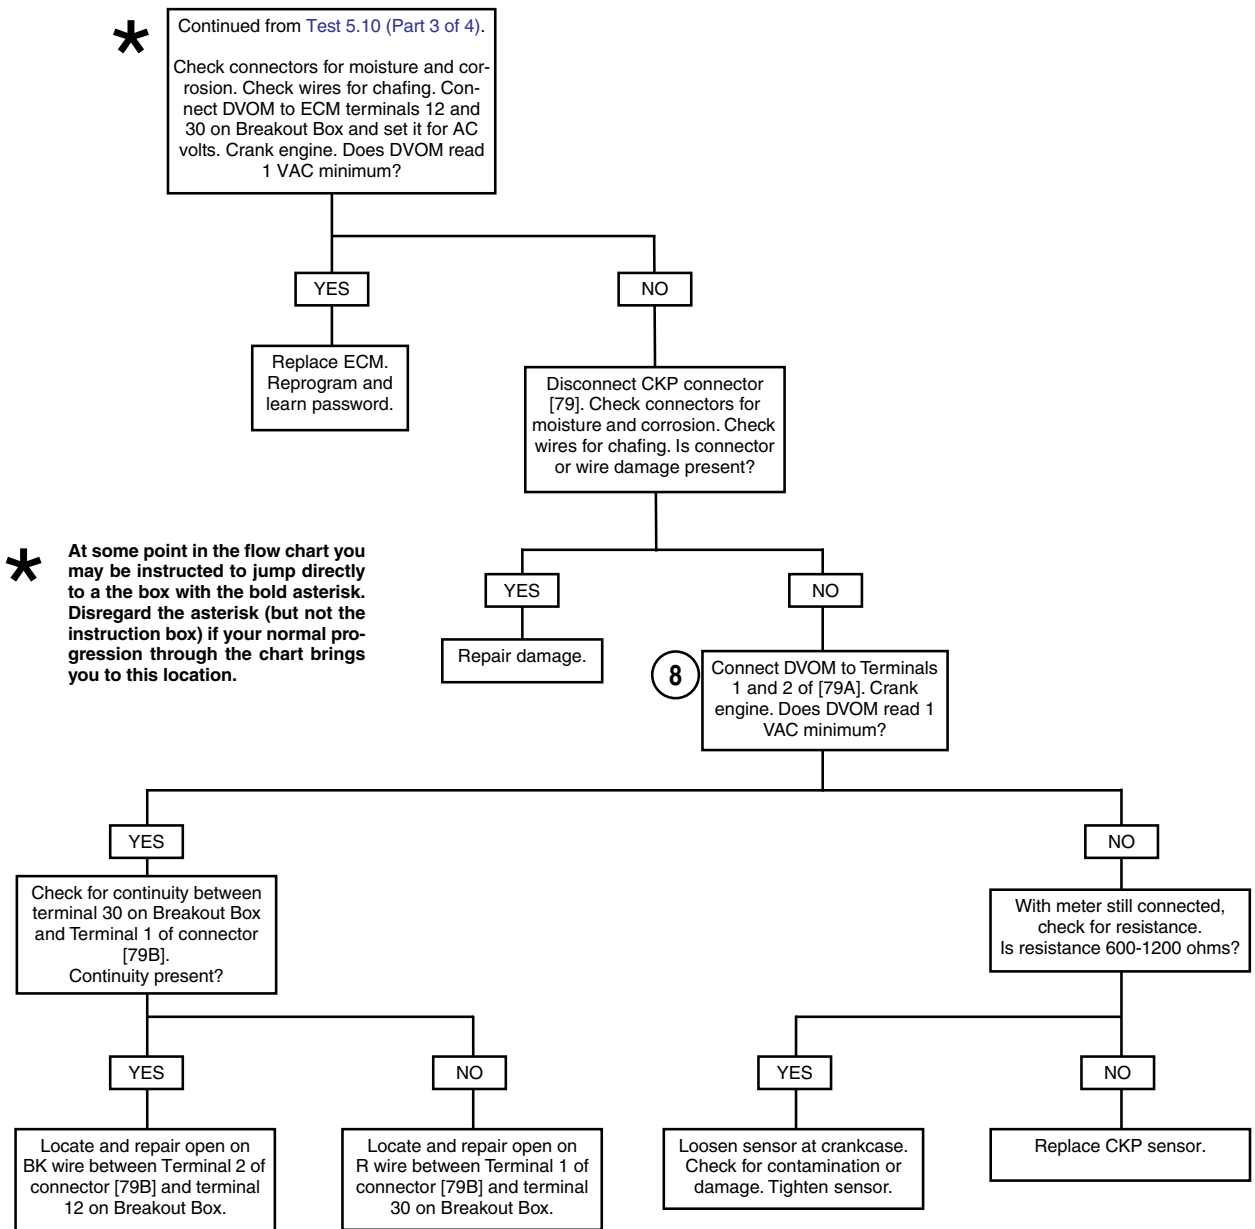 *
Continued from Test 5.10 (Part 3 of 4).
Check connectors for moisture and cor-
rosion. Check wires for chafing. Con-
nect DVOM to ECM terminals 12 and
30 on Breakout Box and set it for AC
volts. Crank engine. Does DVOM read
1 VAC minimum?
YES
NO
Replace ECM.
Reprogram and
learn password.
Disconnect CKP connector
[79]. Check connectors for
moisture and corrosion. Check
wires for chafing. Is connector
or wire damage present?
*
At some point in the flow chart you
may be instructed to jump directly
to a the box with the bold asterisk.
Disregard the asterisk (but not the
instruction box) if your normal pro-
gression through the chart brings
you to this location.
YES
NO
Repair damage.
8
Connect DVOM to Terminals
1 and 2 of [79A]. Crank
engine. Does DVOM read 1
VAC minimum?
YES
NO
Check for continuity between
terminal 30 on Breakout Box
and Terminal 1 of connector
[79B].
Continuity present?
With meter still connected,
check for resistance.
Is resistance 600-1200 ohms?
YES
NO
YES
NO
Locate and repair open on
BK wire between Terminal 2 of
connector [79B] and terminal
12 on Breakout Box.
Locate and repair open on
R wire between Terminal 1 of
connector [79B] and terminal
30 on Breakout Box.
Loosen sensor at crankcase.
Check for contamination or
damage. Tighten sensor.
Replace CKP sensor.